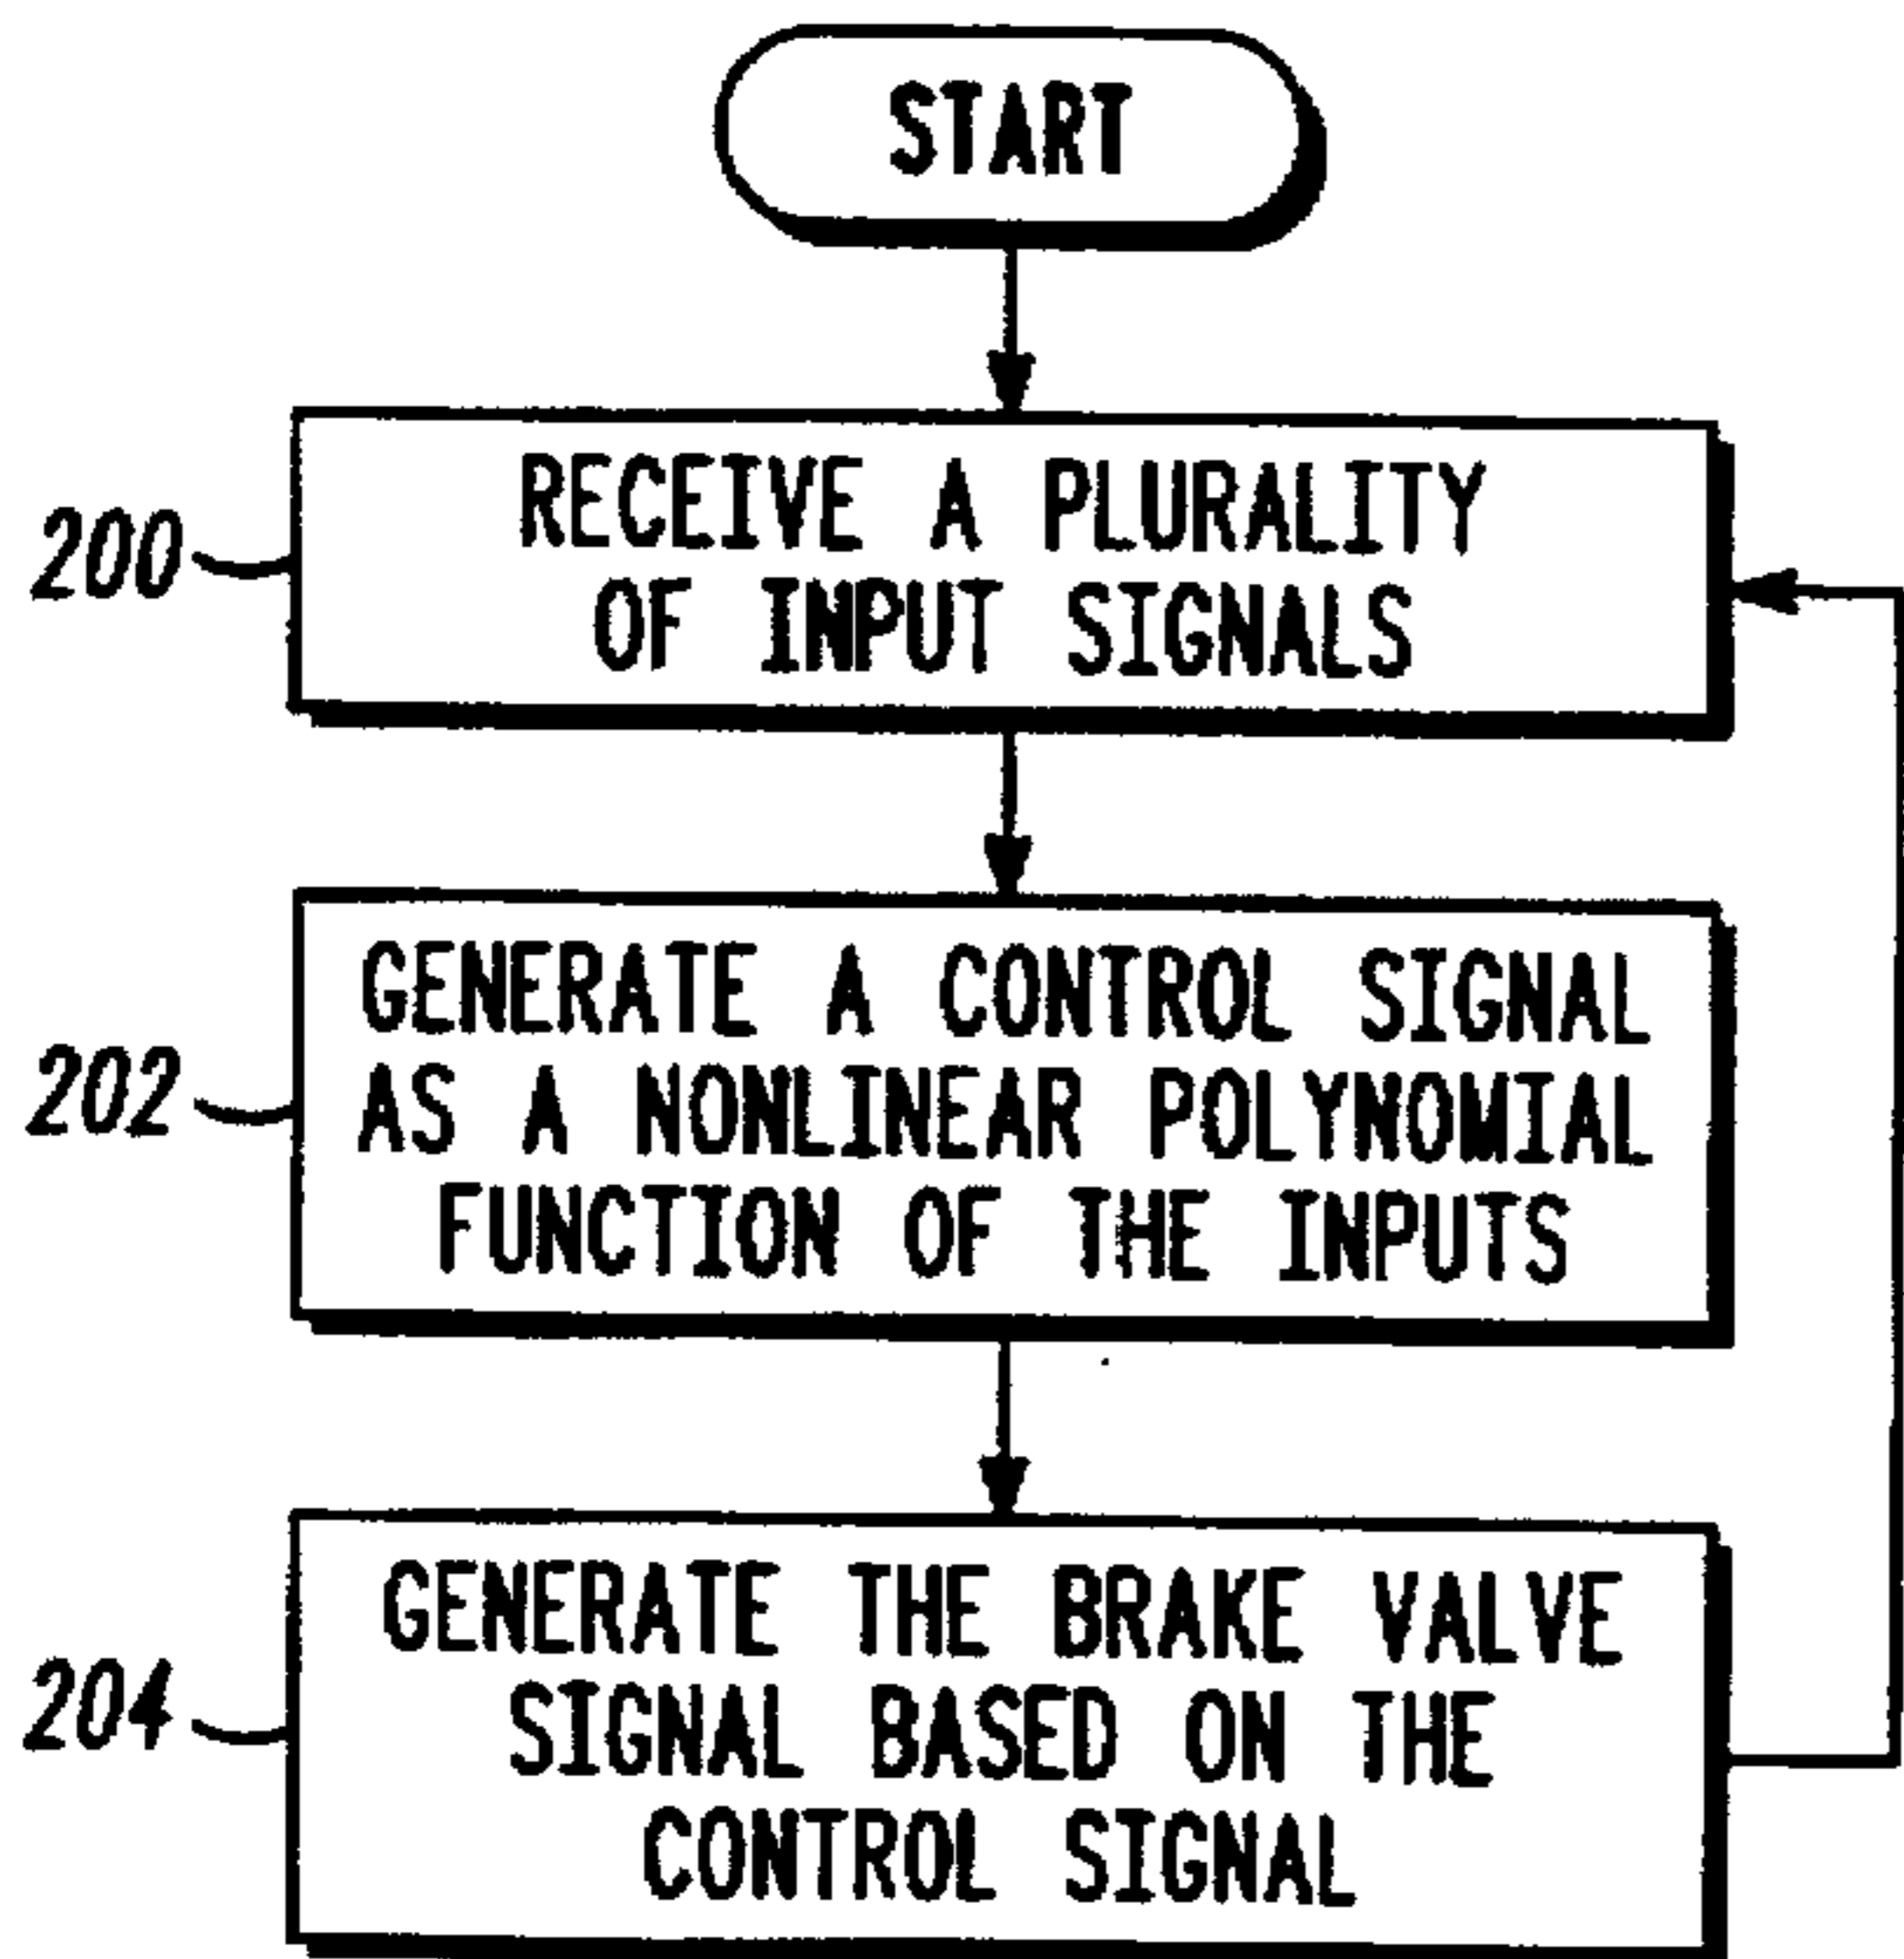 START
200
RECEIVE A PLURALITY
OF INPUT SIGNALS
202
GENERATE A CONTROL SIGNAL
AS A NONLINEAR POLYNOMIAL
FUNCTION OF THE INPUTS
204
GENERATE THE BRAKE VALVE
SIGNAL BASED ON THE
CONTROL SIGNAL